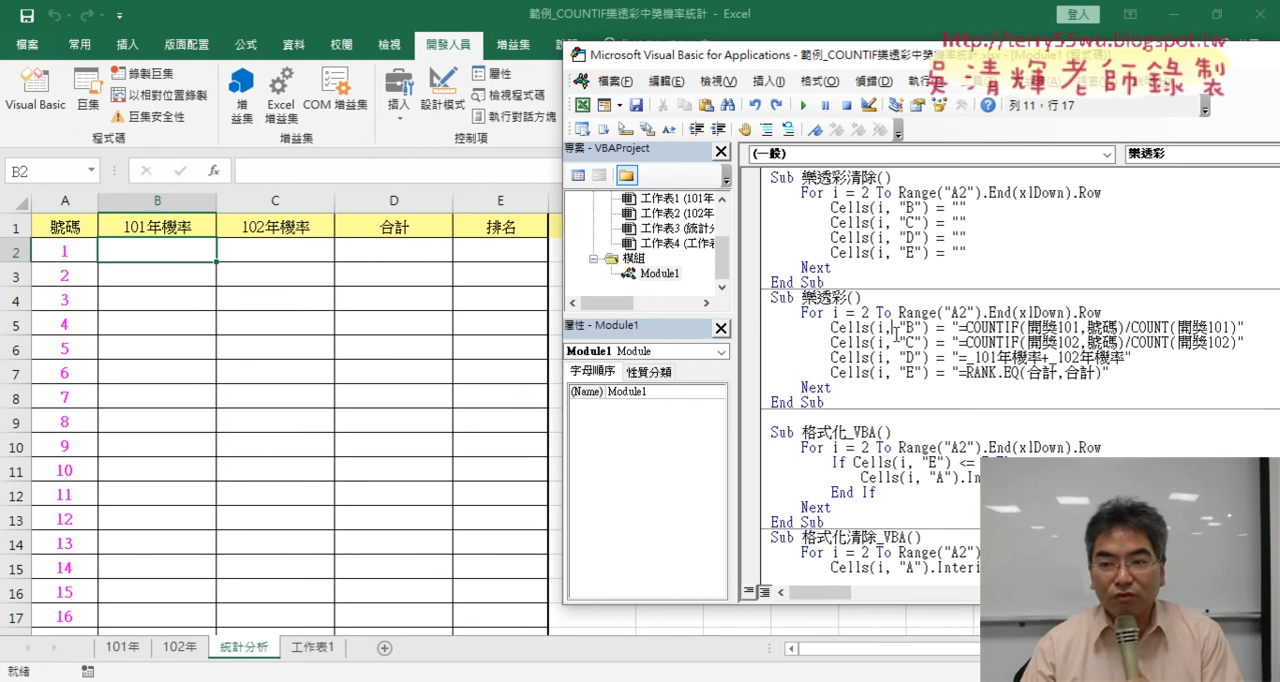 範例_COUNTIF樂透彩中獎機率統計 - Excel
登入
檔案 常用 插入 版面配置 公式 資料 校閱 檢視 開發人員 增益集
http://terry55wu.blogspot.tw
吳清輝老師錄製
Visual Basic
巨集
錄製巨集
以相對位置錄製
巨集安全性
程式碼
增益集
Excel 增益集
COM 增益集
增益集
插入
設計模式
屬性
檢視程式碼
執行對話方塊
控制項
B2
fx
A B C D E
1 號碼 101年機率 102年機率 合計 排名
2 1
3 2
4 3
5 4
6 5
7 6
8 7
9 8
10 9
11 10
12 11
13 12
14 13
15 14
16 15
17 16
101年 102年 統計分析 工作表1
就緒
Microsoft Visual Basic for Applications - 範例_COUNTIF樂透彩中獎
檔案(F) 編輯(E) 檢視(V) 插入(I) 格式(O) 偵錯(D)
列 11，行 17
專案 - VBAProject
工作表1 (101年
工作表2 (102年
工作表3 (統計分
工作表4 (工作表
模組
Module1
屬性 - Module1
Module1 Module
字母順序 性質分類
(Name) Module1
(一般) 樂透彩
Sub 樂透彩清除()
For i = 2 To Range("A2").End(xlDown).Row
Cells(i, "B") = ""
Cells(i, "C") = ""
Cells(i, "D") = ""
Cells(i, "E") = ""
Next
End Sub
Sub 樂透彩()
For i = 2 To Range("A2").End(xlDown).Row
Cells(i, "B") = "=COUNTIF(開獎101,號碼)/COUNT(開獎101)"
Cells(i, "C") = "=COUNTIF(開獎102,號碼)/COUNT(開獎102)"
Cells(i, "D") = "=_101年機率+_102年機率"
Cells(i, "E") = "=RANK.EQ(合計,合計)"
Next
End Sub
Sub 格式化_VBA()
For i = 2 To Range("A2").End(xlDown).Row
If Cells(i, "E") <=
Cells(i, "A").In
End If
Next
End Sub
Sub 格式化清除_VBA()
For i = 2 To Range("A2")
Cells(i, "A").Interi